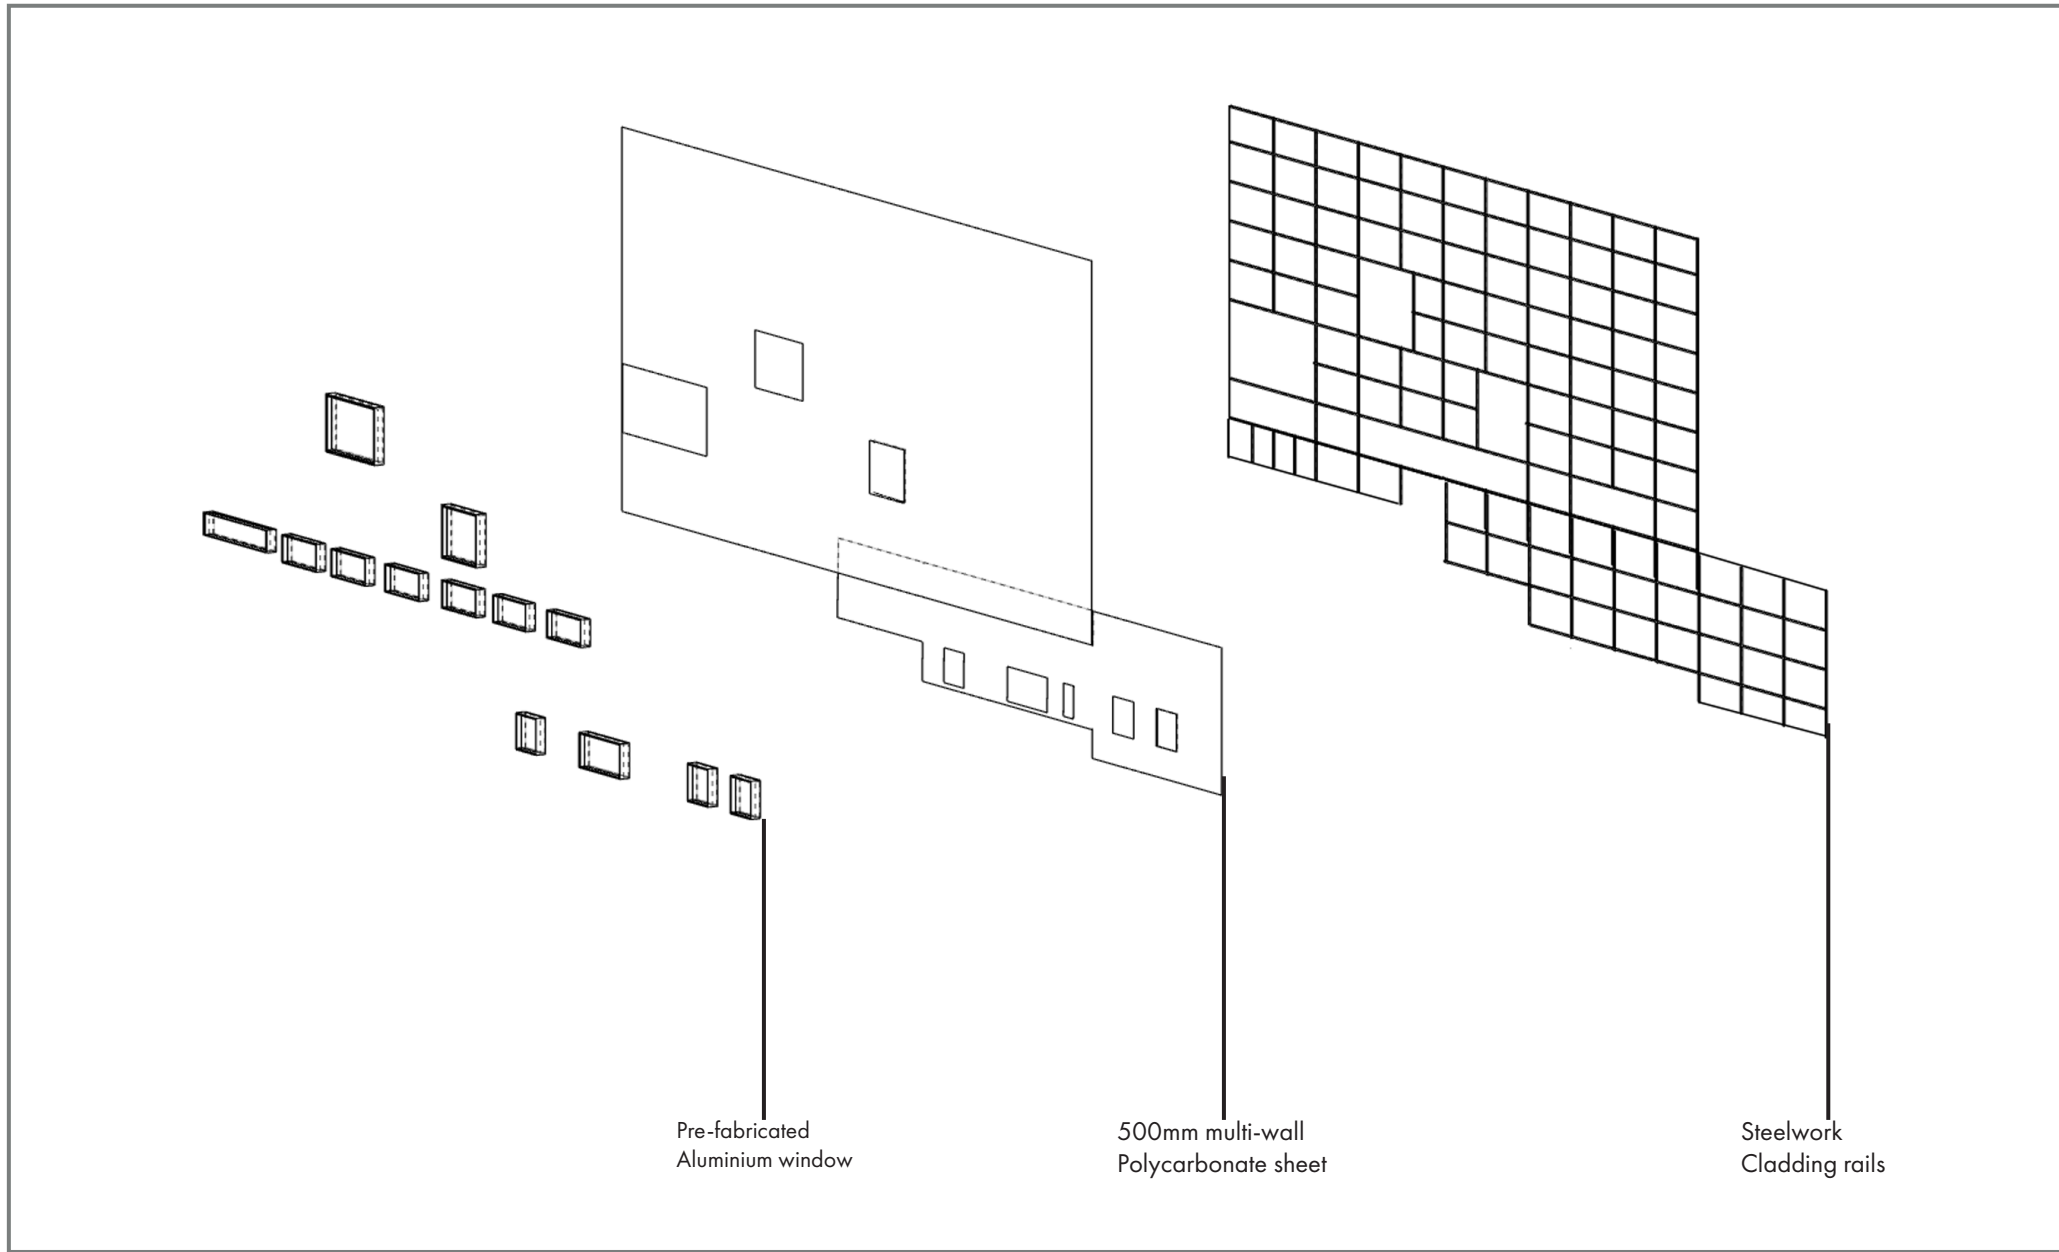 Pre-fabricated
Aluminium window
500mm multi-wall
Polycarbonate sheet
Steelwork
Cladding rails